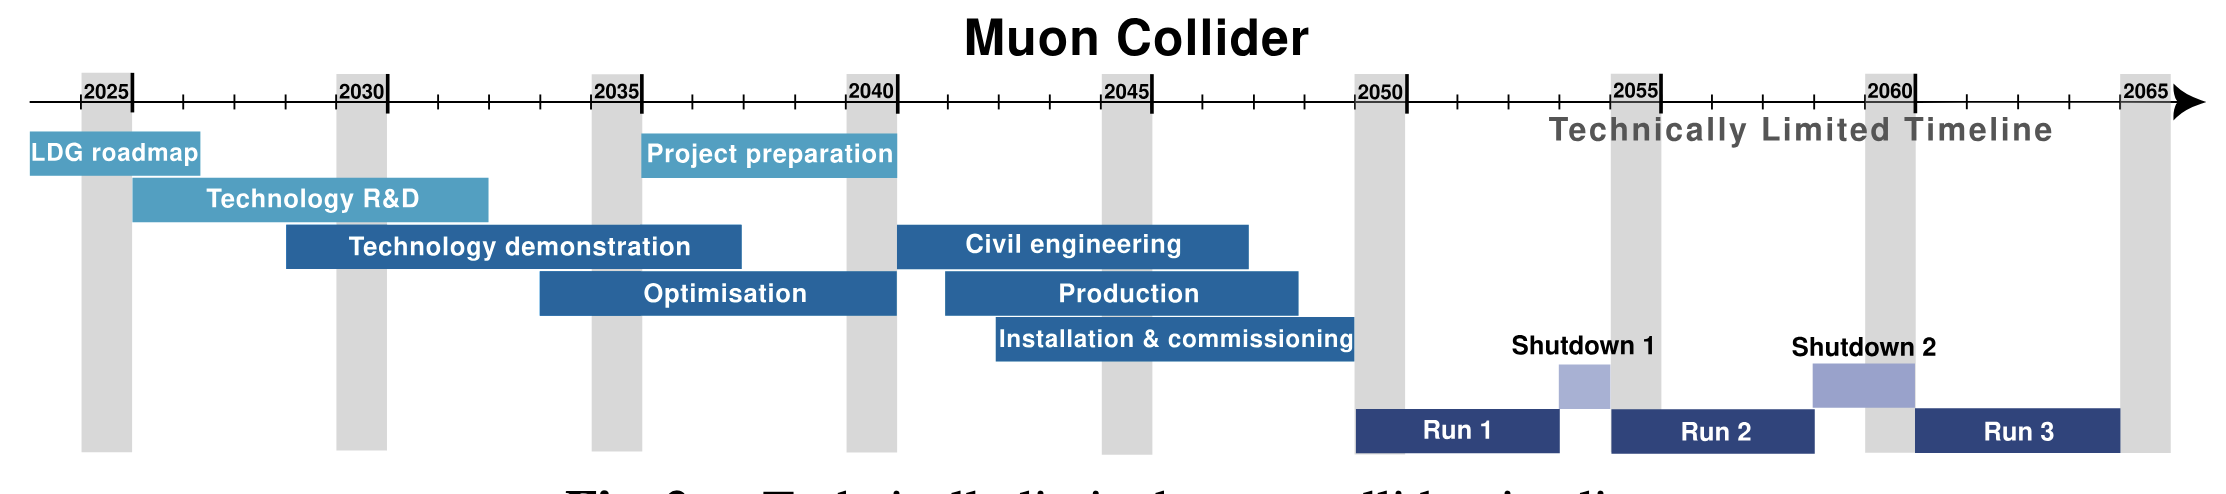 Muon Collider
2025 2030 2035 2040 2045 2050 2055 2060 2065
Technically Limited Timeline
LDG roadmap Project preparation
Technology R&D
Technology demonstration Civil engineering
Optimisation Production
Installation & commissioning
Shutdown 1 Shutdown 2
Run 1 Run 2 Run 3